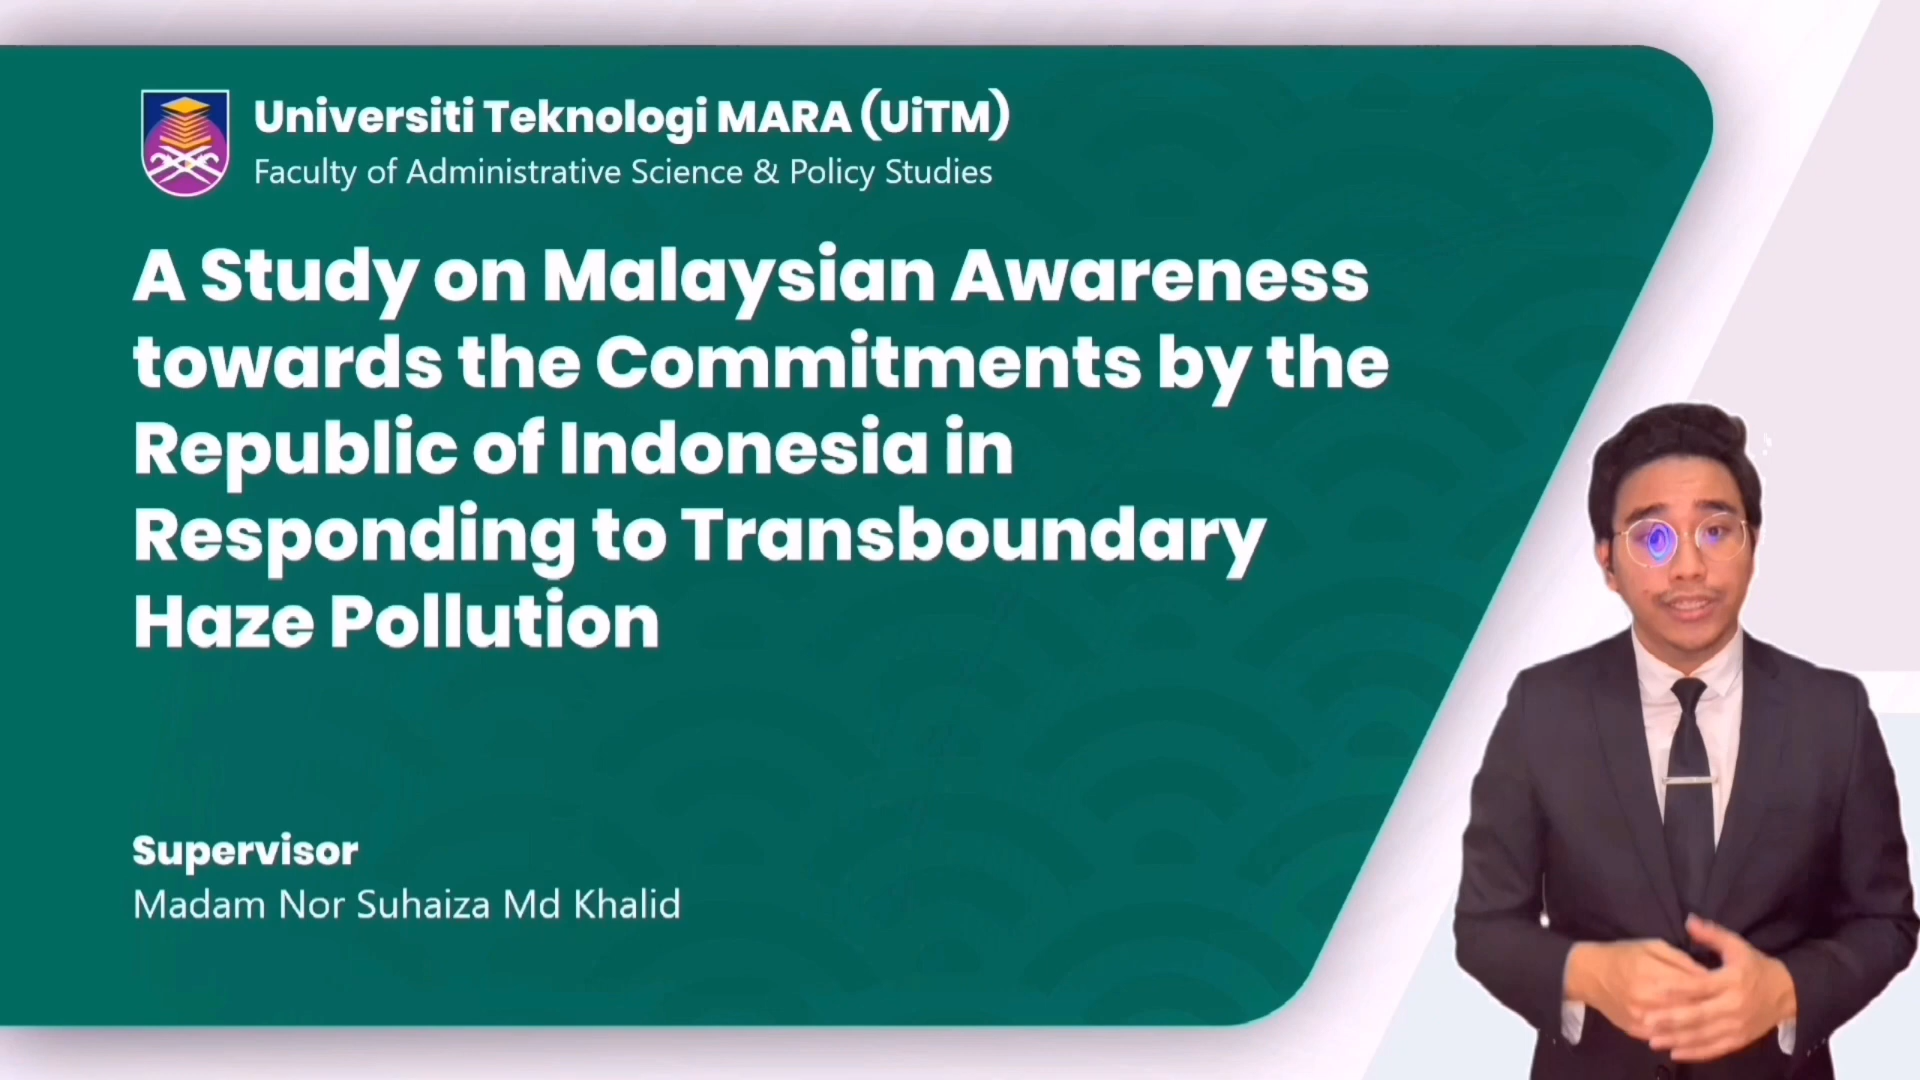 Universiti Teknologi MARA (UiTM)
Faculty of Administrative Science & Policy Studies
A Study on Malaysian Awareness
towards the Commitments by the
Republic of Indonesia in
Responding to Transboundary
Haze Pollution
Supervisor
Madam Nor Suhaiza Md Khalid